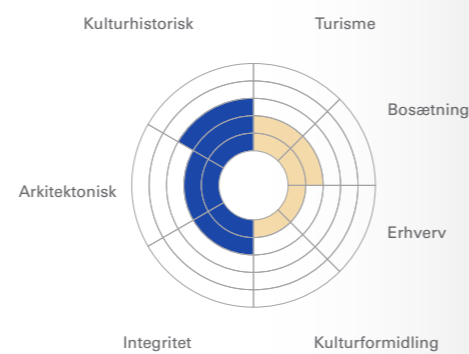 Kulturhistorisk
Turisme
Bosætning
Arkitektonisk
Erhverv
Integritet
Kulturformidling